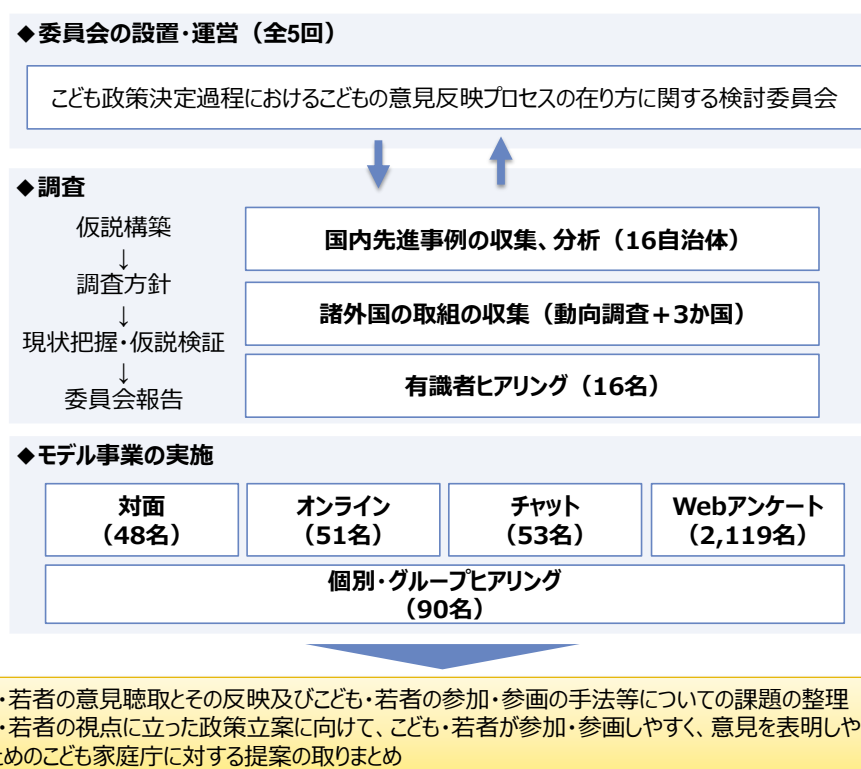 ◆委員会の設置・運営（全5回）
こども政策決定過程におけるこどもの意見反映プロセスの在り方に関する検討委員会
◆調査
仮説構築
↓
調査方針
↓
現状把握・仮説検証
↓
委員会報告
国内先進事例の収集、分析（16自治体）
諸外国の取組の収集（動向調査＋3か国）
有識者ヒアリング（16名）
◆モデル事業の実施
対面
（48名）
オンライン
（51名）
チャット
（53名）
Webアンケート
（2,119名）
個別・グループヒアリング
（90名）
・若者の意見聴取とその反映及びこども・若者の参加・参画の手法等についての課題の整理
・若者の視点に立った政策立案に向けて、こども・若者が参加・参画しやすく、意見を表明しや
ためのこども家庭庁に対する提案の取りまとめ